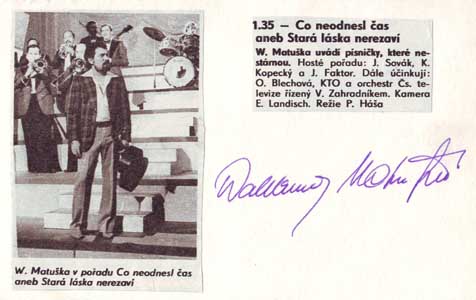 1.35 — Co neodnesl čas
aneb Stará láska nerezaví
W. Matuška uvádí písničky, které ne-
stárnou. Hosté pořadu: J. Sovák, K.
Kopecký a J. Faktor. Dále účinkují:
O. Blechová, KTO a orchestr Čs. te-
levize řízený V. Zahradníkem. Kamera
E. Landisch. Režie P. Háša
Waldemar Matuška
W. Matuška v pořadu Co neodnesl čas
aneb Stará láska nerezaví